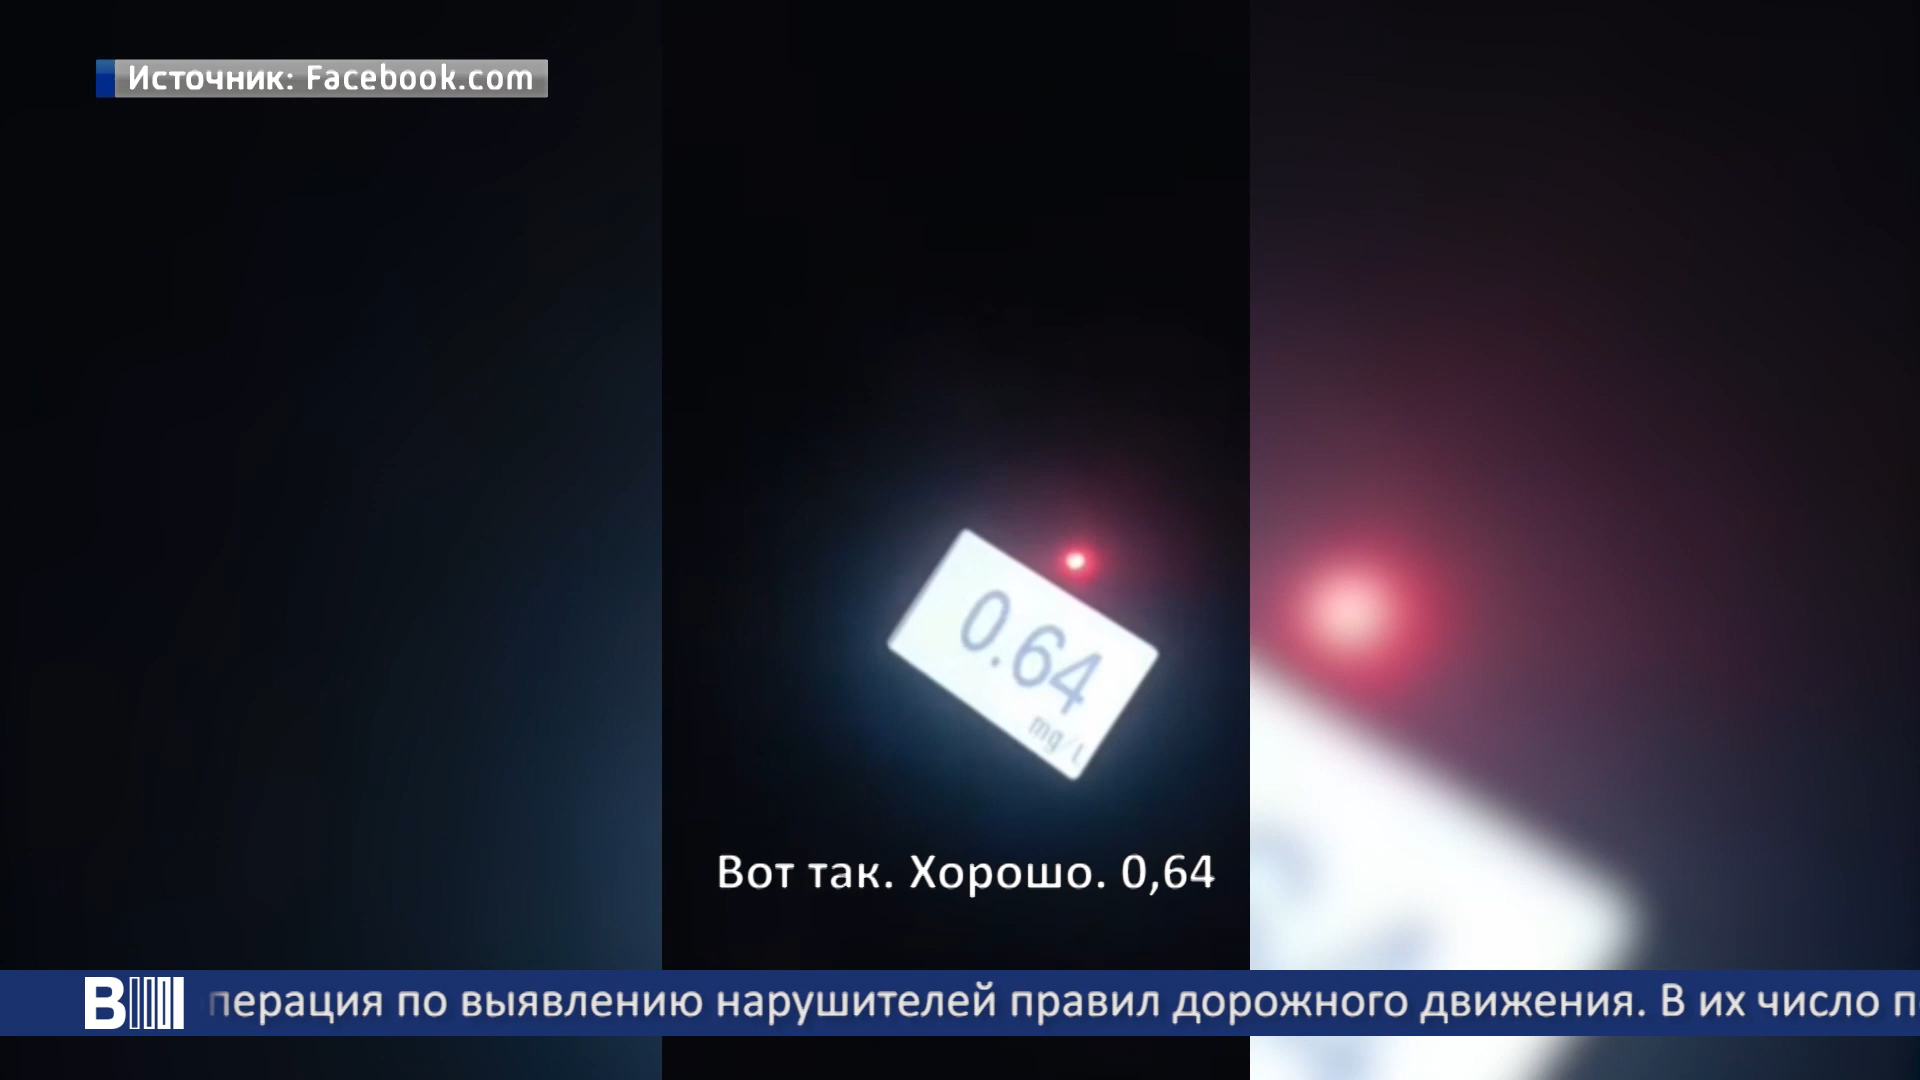 Источник: Facebook.com
0.64
mg/L
Вот так. Хорошо. 0,64
В
перация по выявлению нарушителей правил дорожного движения. В их число п